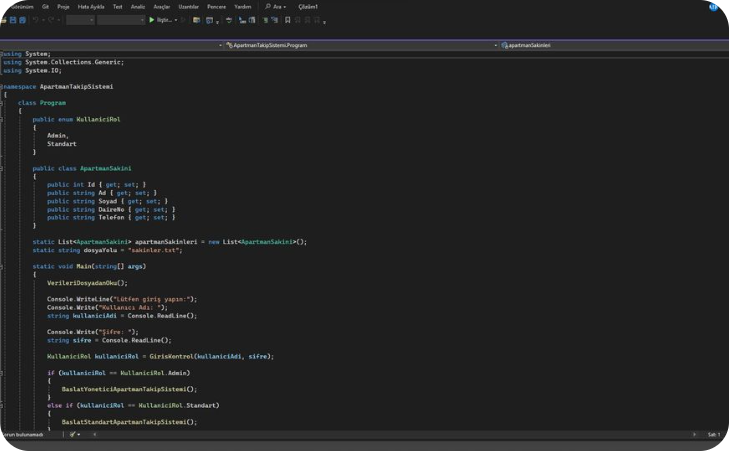 Görünüm Git Proje Hata Ayıkla Test Analiz Araçlar Uzantılar Pencere Yardım Ara Çözüm1
Başlat...
ApartmanTakipSistemi.Program apartmanSakinleri
using System;
using System.Collections.Generic;
using System.IO;
namespace ApartmanTakipSistemi
{
class Program
{
public enum KullaniciRol
{
Admin,
Standart
}
public class ApartmanSakini
{
public int Id { get; set; }
public string Ad { get; set; }
public string Soyad { get; set; }
public string DaireNo { get; set; }
public string Telefon { get; set; }
}
static List<ApartmanSakini> apartmanSakinleri = new List<ApartmanSakini>();
static string dosyaYolu = "sakinler.txt";
static void Main(string[] args)
{
VerileriDosyadanOku();
Console.WriteLine("Lütfen giriş yapın:");
Console.Write("Kullanıcı Adı: ");
string kullaniciAdi = Console.ReadLine();
Console.Write("Şifre: ");
string sifre = Console.ReadLine();
KullaniciRol kullaniciRol = GirisKontrol(kullaniciAdi, sifre);
if (kullaniciRol == KullaniciRol.Admin)
{
BaslatYoneticiApartmanTakipSistemi();
}
else if (kullaniciRol == KullaniciRol.Standart)
{
BaslatStandartApartmanTakipSistemi();
}
orun bulunamadı Sat: 1